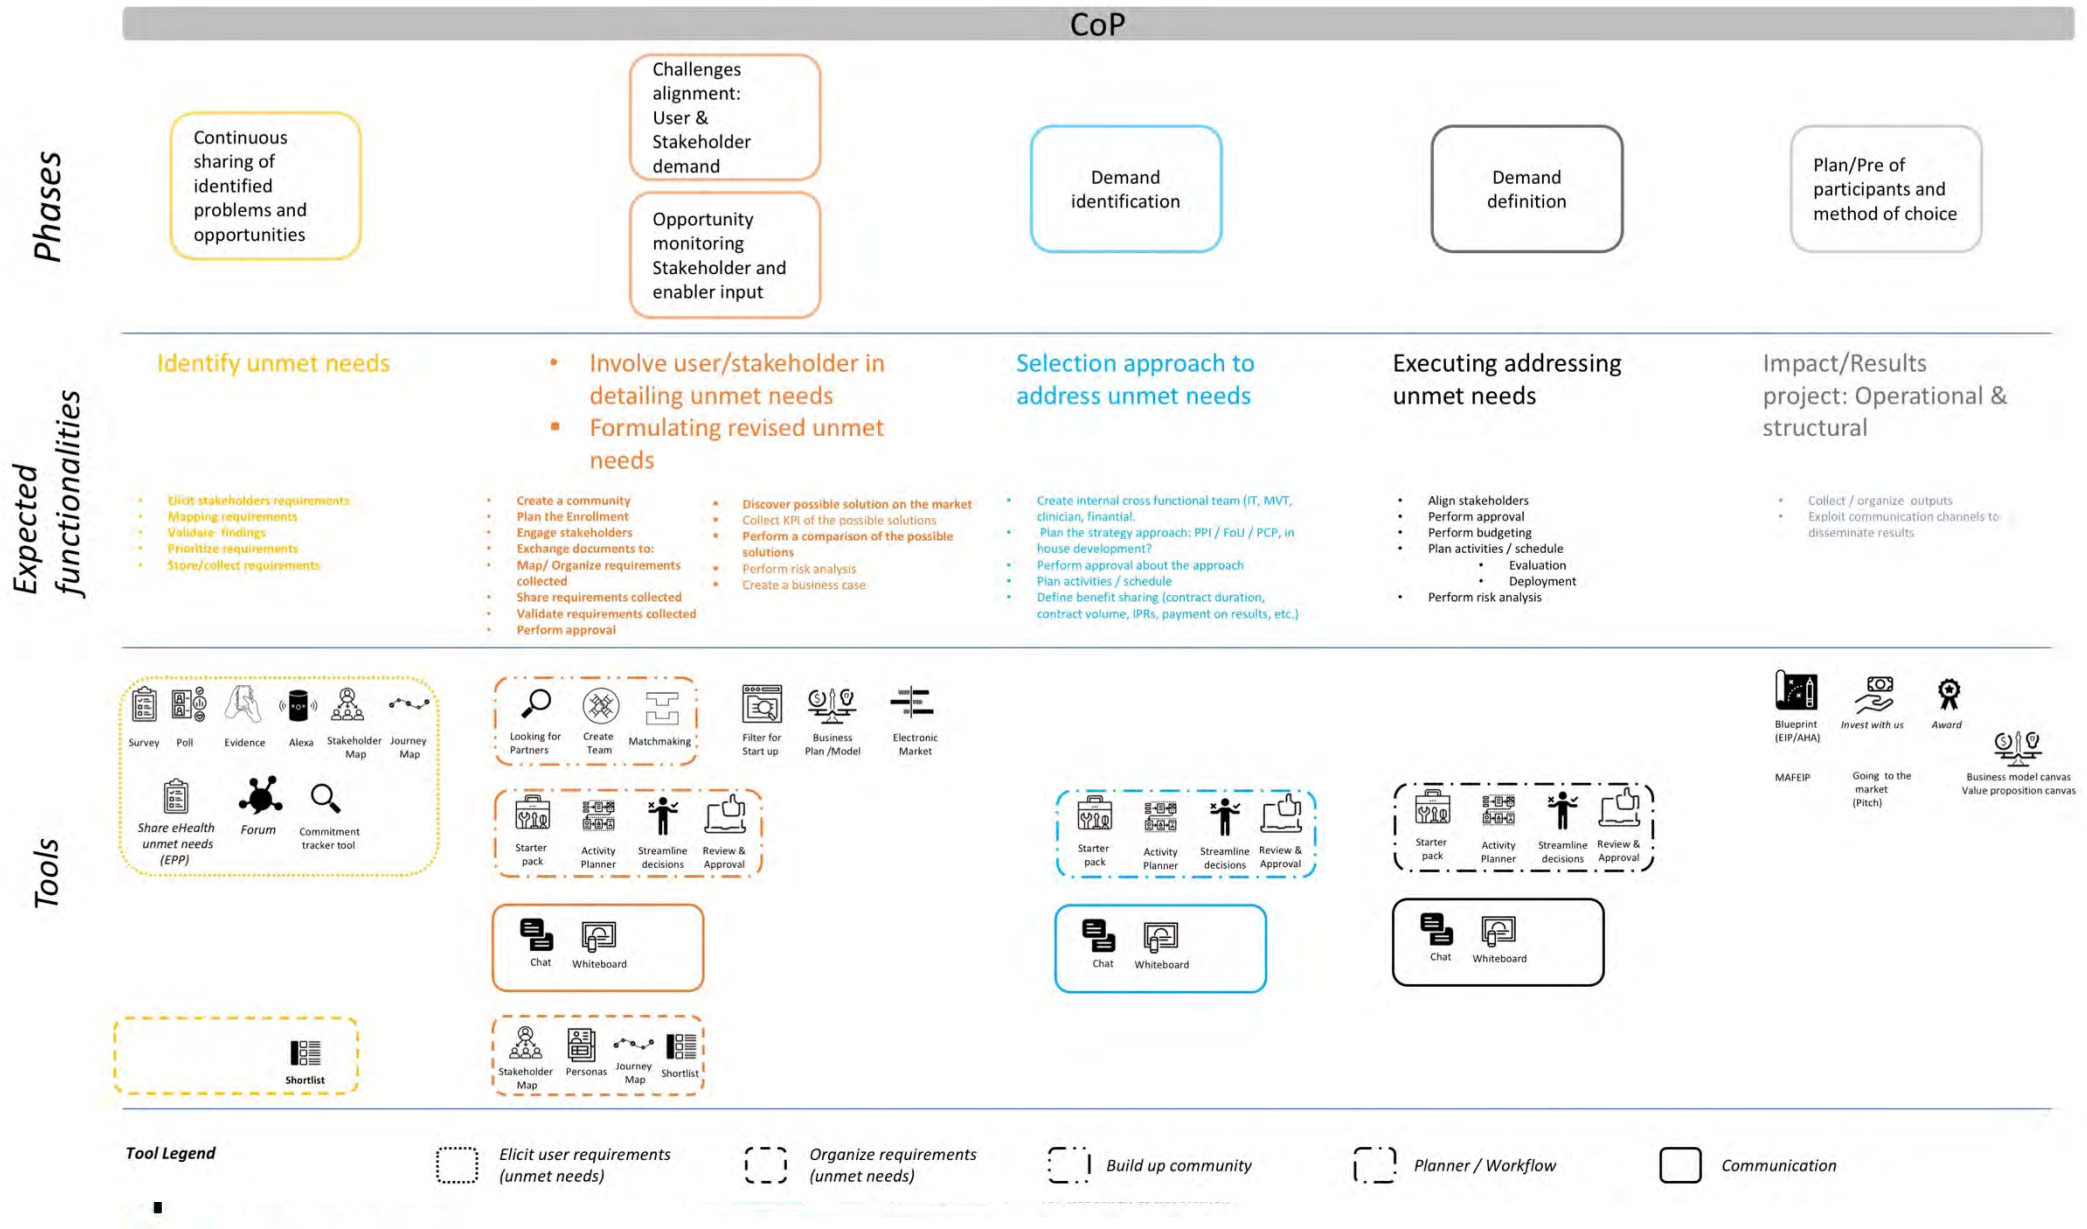 CoP
Phases
Continuous
sharing of
identified
problems and
opportunities
Challenges
alignment:
User &
Stakeholder
demand
Opportunity
monitoring
Stakeholder and
enabler input
Demand
identification
Demand
definition
Plan/Pre of
participants and
method of choice
Expected
functionalities
Identify unmet needs
• Elicit stakeholders requirements
• Mapping requirements
• Validate findings
• Prioritize requirements
• Store/collect requirements
• Involve user/stakeholder in
detailing unmet needs
▪ Formulating revised unmet
needs
• Create a community
• Plan the Enrollment
• Engage stakeholders
• Exchange documents to:
• Map/ Organize requirements
collected
• Share requirements collected
• Validate requirements collected
• Perform approval
• Discover possible solution on the market
• Collect KPI of the possible solutions
• Perform a comparison of the possible
solutions
• Perform risk analysis
• Create a business case
Selection approach to
address unmet needs
• Create internal cross functional team (IT, MVT,
clinician, finantial.
• Plan the strategy approach: PPI / FoU / PCP, in
house development?
• Perform approval about the approach
• Plan activities / schedule
• Define benefit sharing (contract duration,
contract volume, IPRs, payment on results, etc.)
Executing addressing
unmet needs
• Align stakeholders
• Perform approval
• Perform budgeting
• Plan activities / schedule
• Evaluation
• Deployment
• Perform risk analysis
Impact/Results
project: Operational &
structural
• Collect / organize outputs
• Exploit communication channels to
disseminate results
Tools
Survey
Poll
Evidence
Alexa
Stakeholder
Map
Journey
Map
Share eHealth
unmet needs
(EPP)
Forum
Commitment
tracker tool
Shortlist
Looking for
Partners
Create
Team
Matchmaking
Filter for
Start up
Business
Plan /Model
Electronic
Market
Starter
pack
Activity
Planner
Streamline
decisions
Review &
Approval
Chat
Whiteboard
Stakeholder
Map
Personas
Journey
Map
Shortlist
Starter
pack
Activity
Planner
Streamline
decisions
Review &
Approval
Chat
Whiteboard
Starter
pack
Activity
Planner
Streamline
decisions
Review &
Approval
Chat
Whiteboard
Blueprint
(EIP/AHA)
Invest with us
Award
MAFEIP
Going to the
market
(Pitch)
Business model canvas
Value proposition canvas
Tool Legend
Elicit user requirements
(unmet needs)
Organize requirements
(unmet needs)
Build up community
Planner / Workflow
Communication